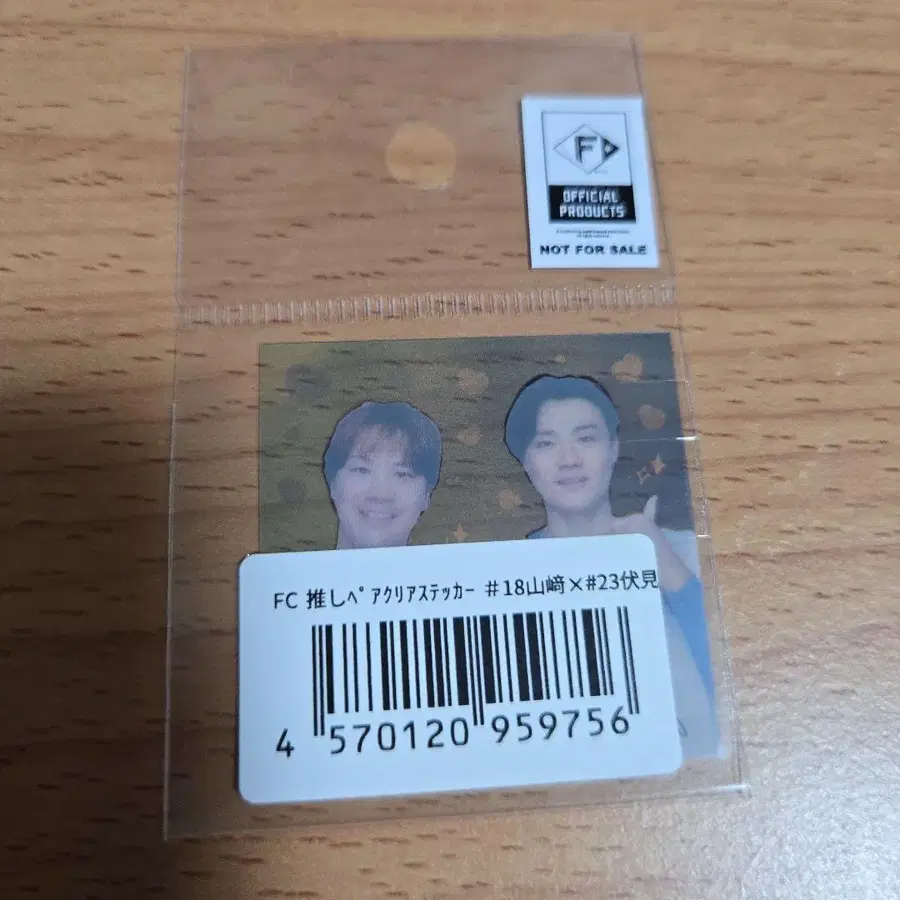 F
OFFICIAL
PRODUCTS
NOT FOR SALE
FC 推しペアクリアステッカー #18山﨑×#23伏見
4 570120 959756